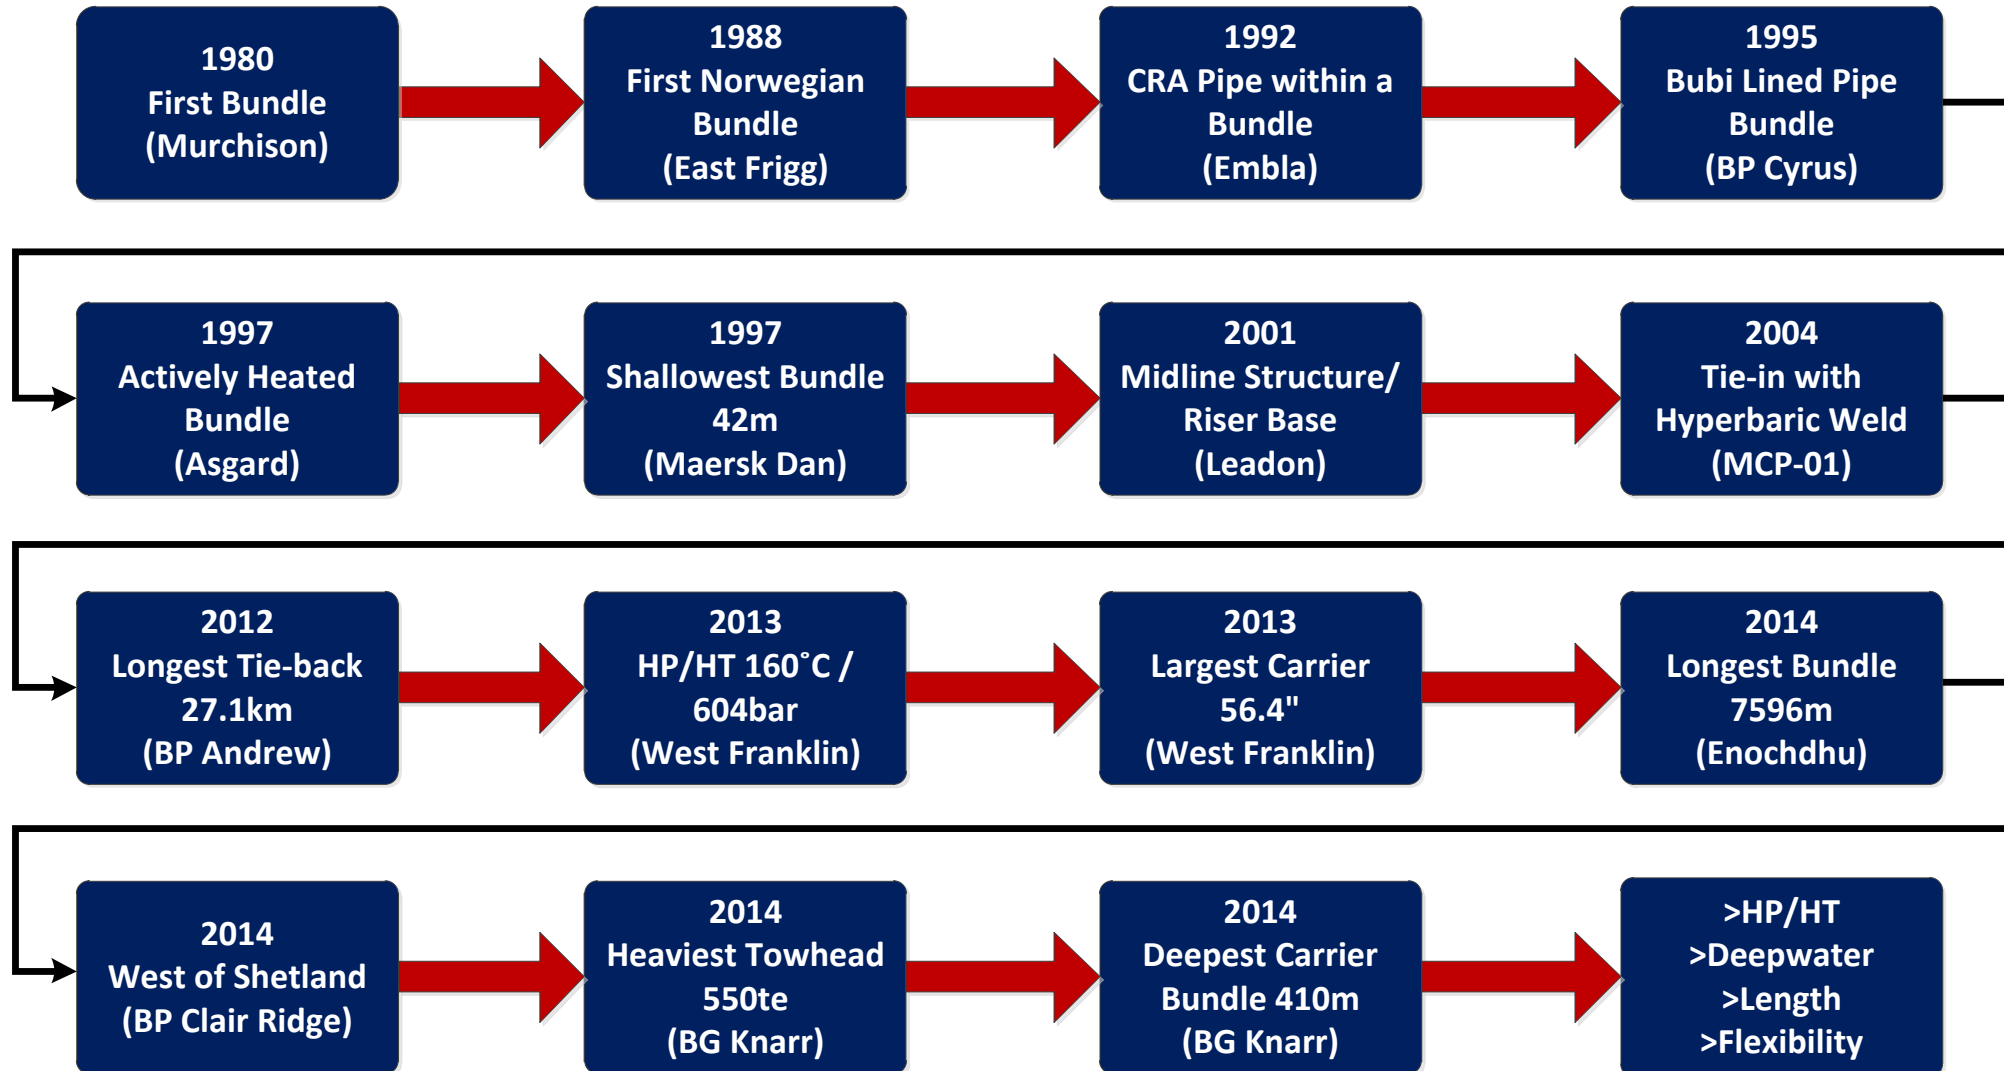 1980
First Bundle
(Murchison)
1988
First Norwegian
Bundle
(East Frigg)
1992
CRA Pipe within a
Bundle
(Embla)
1995
Bubi Lined Pipe
Bundle
(BP Cyrus)
1997
Actively Heated
Bundle
(Asgard)
1997
Shallowest Bundle
42m
(Maersk Dan)
2001
Midline Structure/
Riser Base
(Leadon)
2004
Tie-in with
Hyperbaric Weld
(MCP-01)
2012
Longest Tie-back
27.1km
(BP Andrew)
2013
HP/HT 160˚C /
604bar
(West Franklin)
2013
Largest Carrier
56.4"
(West Franklin)
2014
Longest Bundle
7596m
(Enochdhu)
2014
West of Shetland
(BP Clair Ridge)
2014
Heaviest Towhead
550te
(BG Knarr)
2014
Deepest Carrier
Bundle 410m
(BG Knarr)
>HP/HT
>Deepwater
>Length
>Flexibility